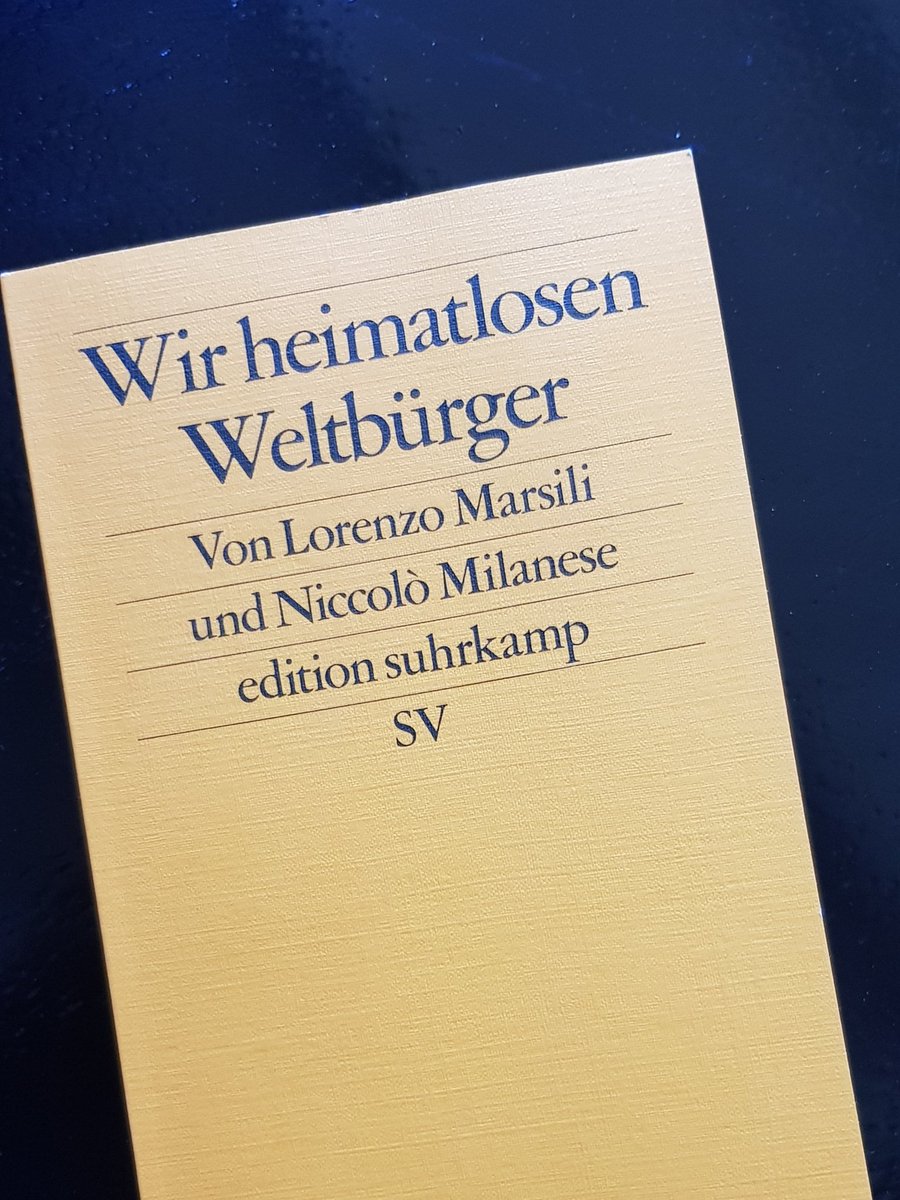 Wir heimatlosen
Weltbürger
Von Lorenzo Marsili
und Niccolò Milanese
edition suhrkamp
SV